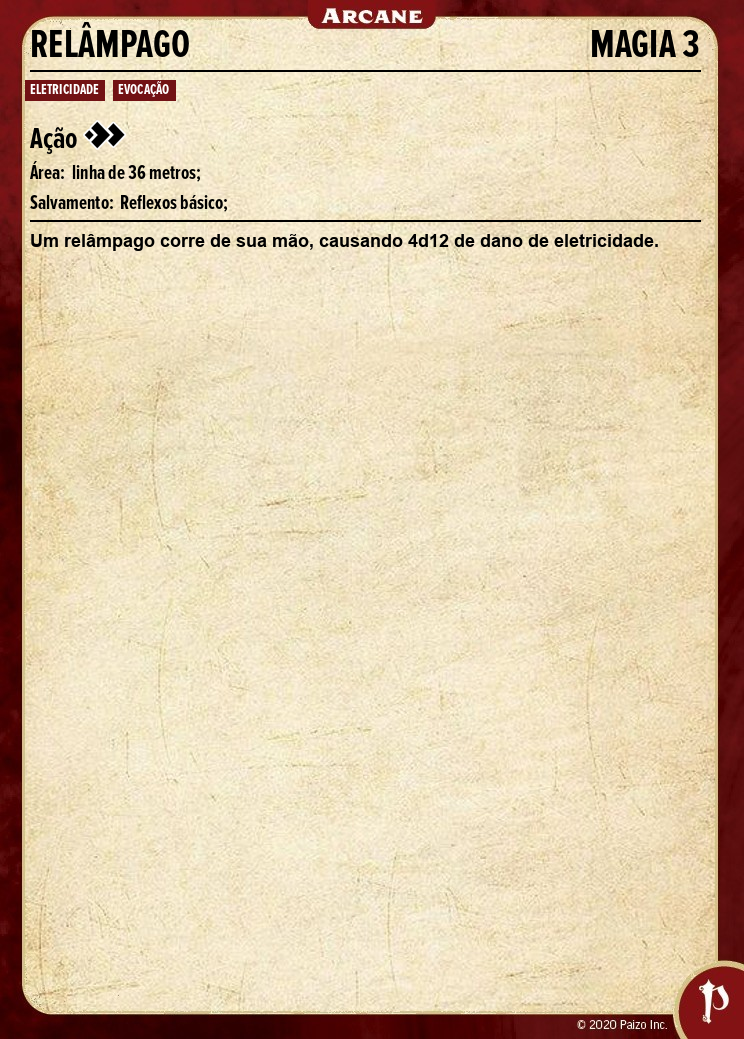 ARCANE
RELÂMPAGO MAGIA 3
ELETRICIDADE EVOCAÇÃO
Ação
Área: linha de 36 metros;
Salvamento: Reflexos básico;
Um relâmpago corre de sua mão, causando 4d12 de dano de eletricidade.
© 2020 Paizo Inc.
P